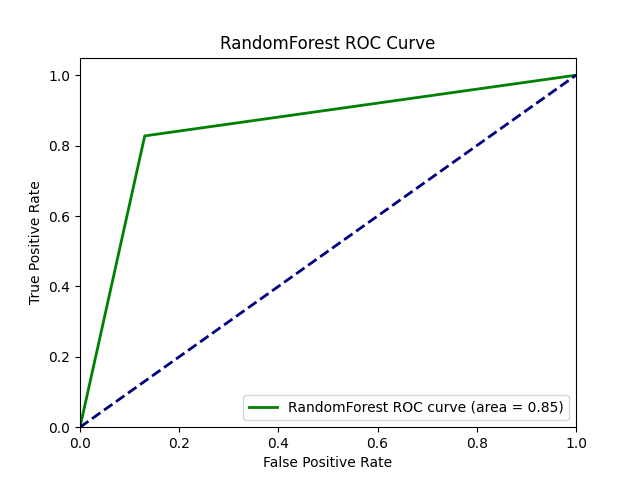 RandomForest ROC Curve
True Positive Rate
1.0
0.8
0.6
0.4
0.2
0.0
0.0 0.2 0.4 0.6 0.8 1.0
False Positive Rate
RandomForest ROC curve (area = 0.85)